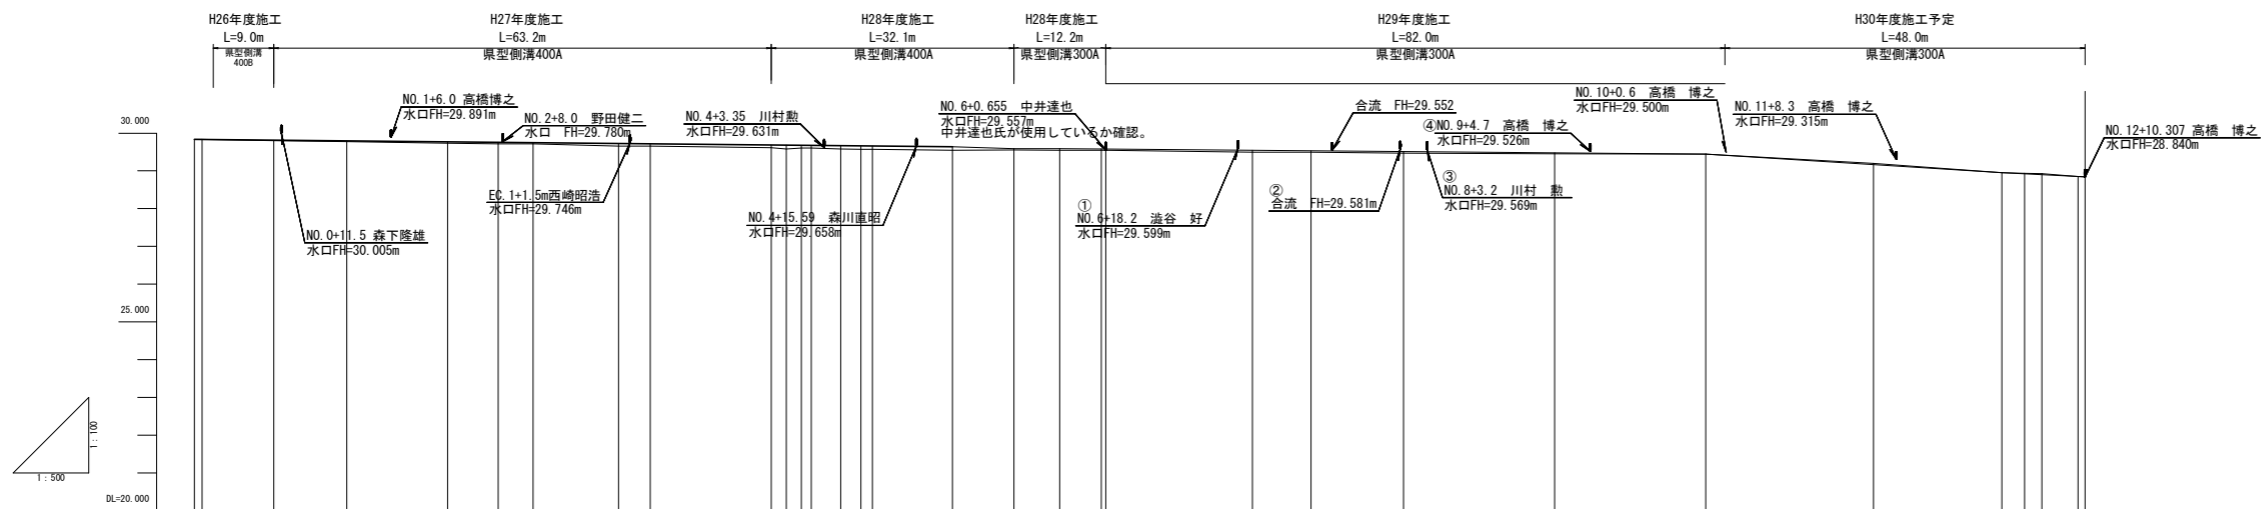 H26年度施工
L=9.0m
県型側溝
400B
H27年度施工
L=63.2m
県型側溝400A
H28年度施工
L=32.1m
県型側溝400A
H28年度施工
L=12.2m
県型側溝300A
H29年度施工
L=82.0m
県型側溝300A
H30年度施工予定
L=48.0m
県型側溝300A
NO.1+6.0 高橋博之
水口FH=29.891m
NO.2+8.0 野田健二
水口 FH=29.780m
NO.4+3.35 川村勲
水口FH=29.631m
NO.6+0.655 中井達也
水口FH=29.557m
中井達也氏が使用しているか確認。
合流 FH=29.552
④NO.9+4.7 高橋 博之
水口FH=29.526m
NO.10+0.6 高橋 博之
水口FH=29.500m
NO.11+8.3 高橋 博之
水口FH=29.315m
NO.12+10.307 高橋 博之
水口FH=28.840m
30.000
EC.1+1.5m西崎昭浩
水口FH=29.746m
NO.4+15.59 森川直昭
水口FH=29.658m
①
NO.6+18.2 澁谷 好
水口FH=29.599m
②
合流 FH=29.581m
③
NO.8+3.2 川村 勲
水口FH=29.569m
NO.0+11.5 森下隆雄
水口FH=30.005m
25.000
1:100
1:500
DL=20.000